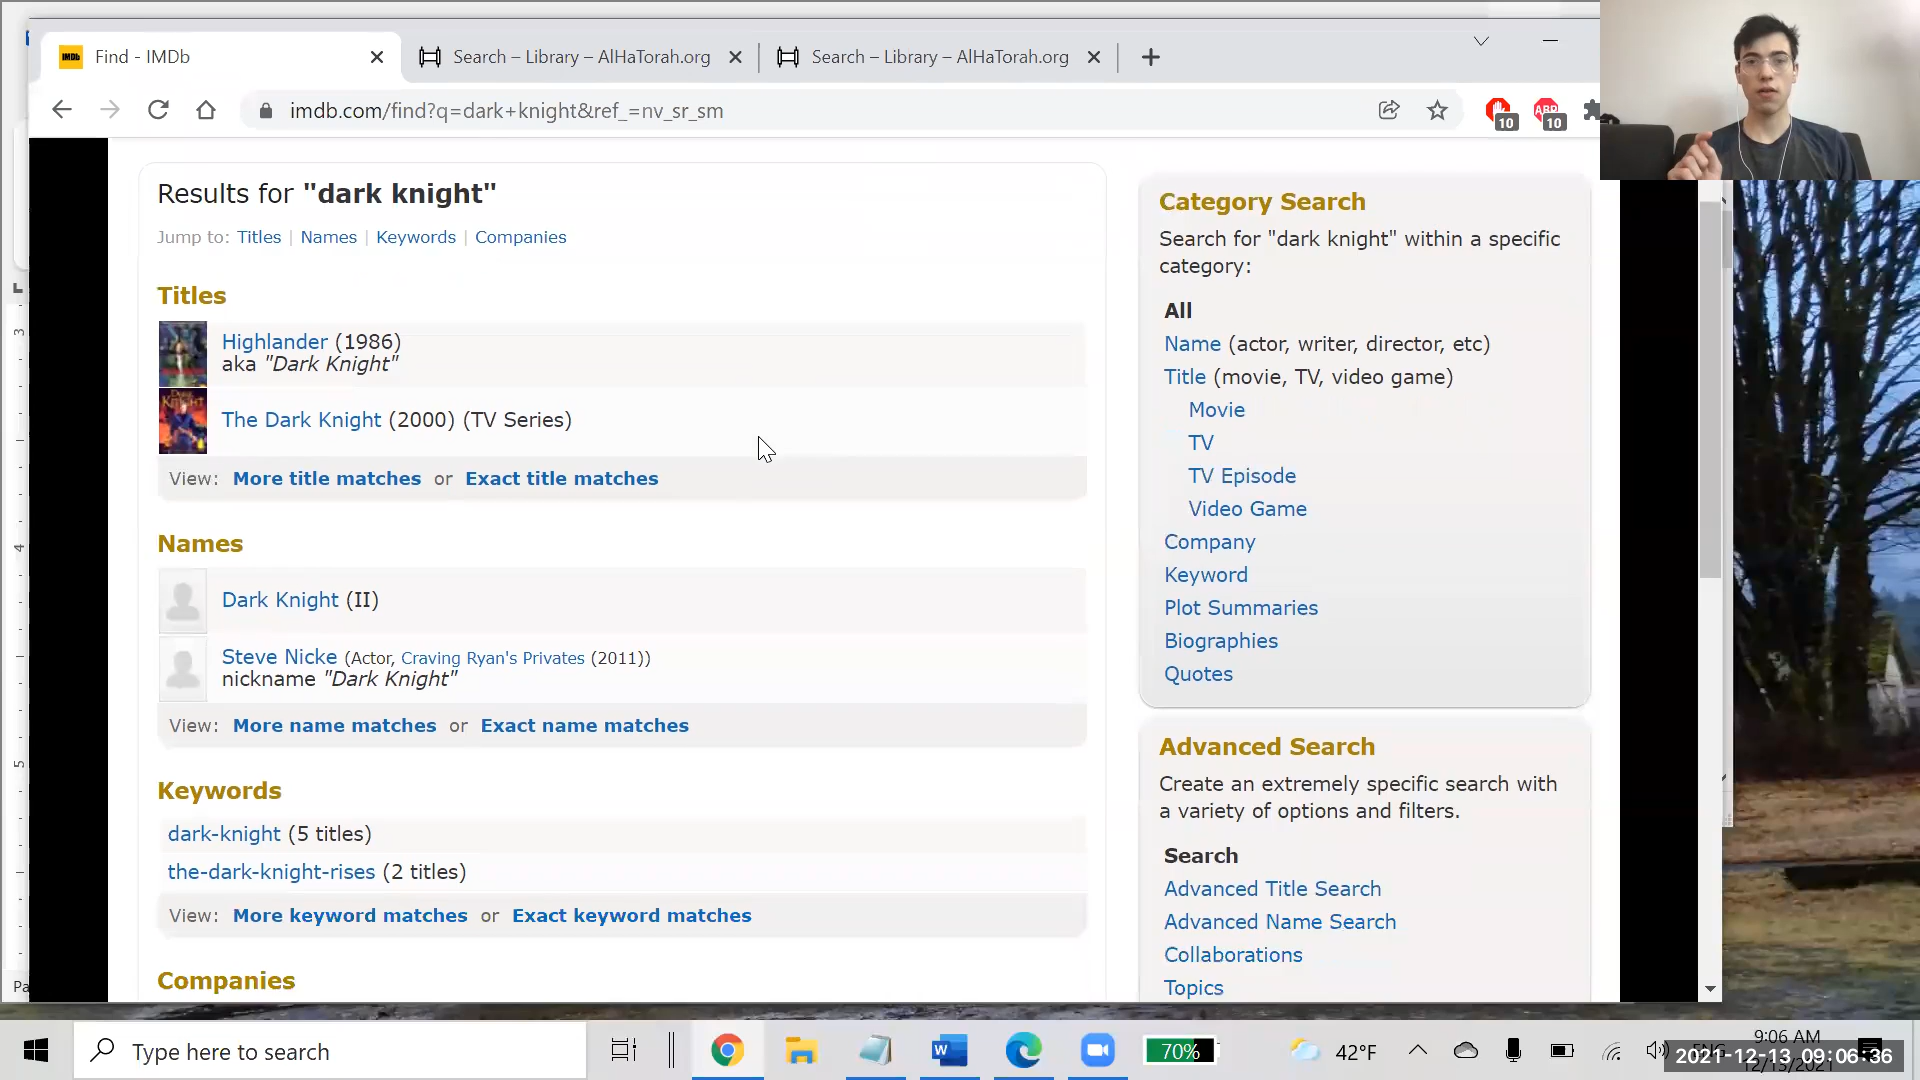 Find - IMDb
Search – Library – AlHaTorah.org
Search – Library – AlHaTorah.org
imdb.com/find?q=dark+knight&ref_=nv_sr_sm
10
ABP
10
Results for "dark knight"
Jump to: Titles | Names | Keywords | Companies
Titles
Highlander (1986)
aka "Dark Knight"
The Dark Knight (2000) (TV Series)
View: More title matches or Exact title matches
Names
Dark Knight (II)
Steve Nicke (Actor, Craving Ryan's Privates (2011))
nickname "Dark Knight"
View: More name matches or Exact name matches
Keywords
dark-knight (5 titles)
the-dark-knight-rises (2 titles)
View: More keyword matches or Exact keyword matches
Companies
Category Search
Search for "dark knight" within a specific
category:
All
Name (actor, writer, director, etc)
Title (movie, TV, video game)
Movie
TV
TV Episode
Video Game
Company
Keyword
Plot Summaries
Biographies
Quotes
Advanced Search
Create an extremely specific search with
a variety of options and filters.
Search
Advanced Title Search
Advanced Name Search
Collaborations
Topics
3
4
5
Pa
Type here to search
W
70%
42°F
9:06 AM
2021-12-13 09:06:36